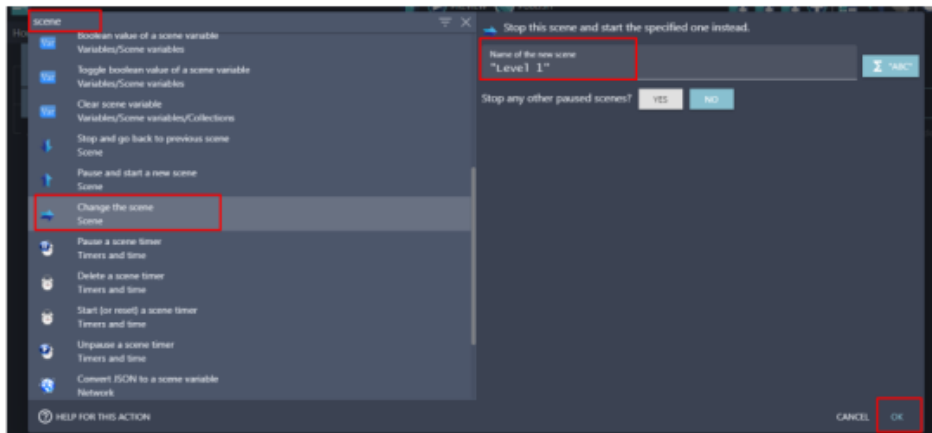 scene
Boolean value of a scene variable
Variables/Scene variables
Toggle boolean value of a scene variable
Variables/Scene variables
Clear scene variable
Variables/Scene variables/Collections
Stop and go back to previous scene
Scene
Pause and start a new scene
Scene
Change the scene
Scene
Pause a scene timer
Timers and time
Delete a scene timer
Timers and time
Start (or reset) a scene timer
Timers and time
Unpause a scene timer
Timers and time
Convert JSON to a scene variable
Network
HELP FOR THIS ACTION
Stop this scene and start the specified one instead.
Name of the new scene
"Level 1"
Σ "ABC"
Stop any other paused scenes? YES NO
CANCEL OK